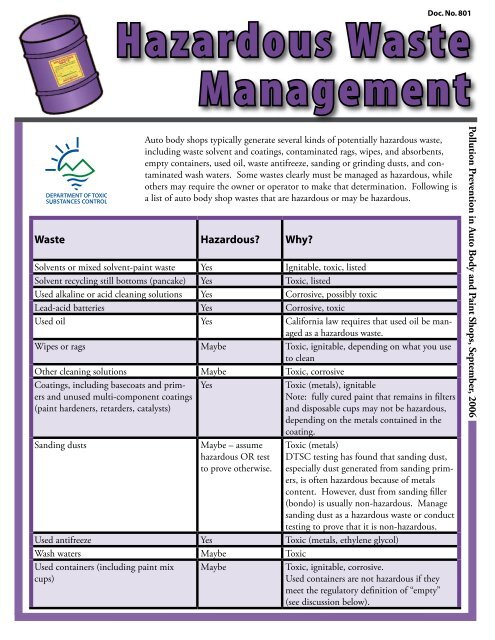 Doc. No. 801
Hazardous Waste
Management
DEPARTMENT OF TOXIC
SUBSTANCES CONTROL
Auto body shops typically generate several kinds of potentially hazardous waste,
including waste solvent and coatings, contaminated rags, wipes, and absorbents,
empty containers, used oil, waste antifreeze, sanding or grinding dusts, and con-
taminated wash waters. Some wastes clearly must be managed as hazardous, while
others may require the owner or operator to make that determination. Following is
a list of auto body shop wastes that are hazardous or may be hazardous.
Pollution Prevention in Auto Body and Paint Shops, September, 2006
Waste Hazardous? Why?
Solvents or mixed solvent-paint waste Yes Ignitable, toxic, listed
Solvent recycling still bottoms (pancake) Yes Toxic, listed
Used alkaline or acid cleaning solutions Yes Corrosive, possibly toxic
Lead-acid batteries Yes Corrosive, toxic
Used oil Yes California law requires that used oil be man-
aged as a hazardous waste.
Wipes or rags Maybe Toxic, ignitable, depending on what you use
to clean
Other cleaning solutions Maybe Toxic, corrosive
Coatings, including basecoats and prim- Yes Toxic (metals), ignitable
ers and unused multi-component coatings Note: fully cured paint that remains in filters
(paint hardeners, retarders, catalysts) and disposable cups may not be hazardous,
depending on the metals contained in the
coating.
Sanding dusts Maybe – assume Toxic (metals)
hazardous OR test DTSC testing has found that sanding dust,
to prove otherwise. especially dust generated from sanding prim-
ers, is often hazardous because of metals
content. However, dust from sanding filler
(bondo) is usually non-hazardous. Manage
sanding dust as a hazardous waste or conduct
testing to prove that it is non-hazardous.
Used antifreeze Yes Toxic (metals, ethylene glycol)
Wash waters Maybe Toxic
Used containers (including paint mix Maybe Toxic, ignitable, corrosive.
cups) Used containers are not hazardous if they
meet the regulatory definition of "empty"
(see discussion below).